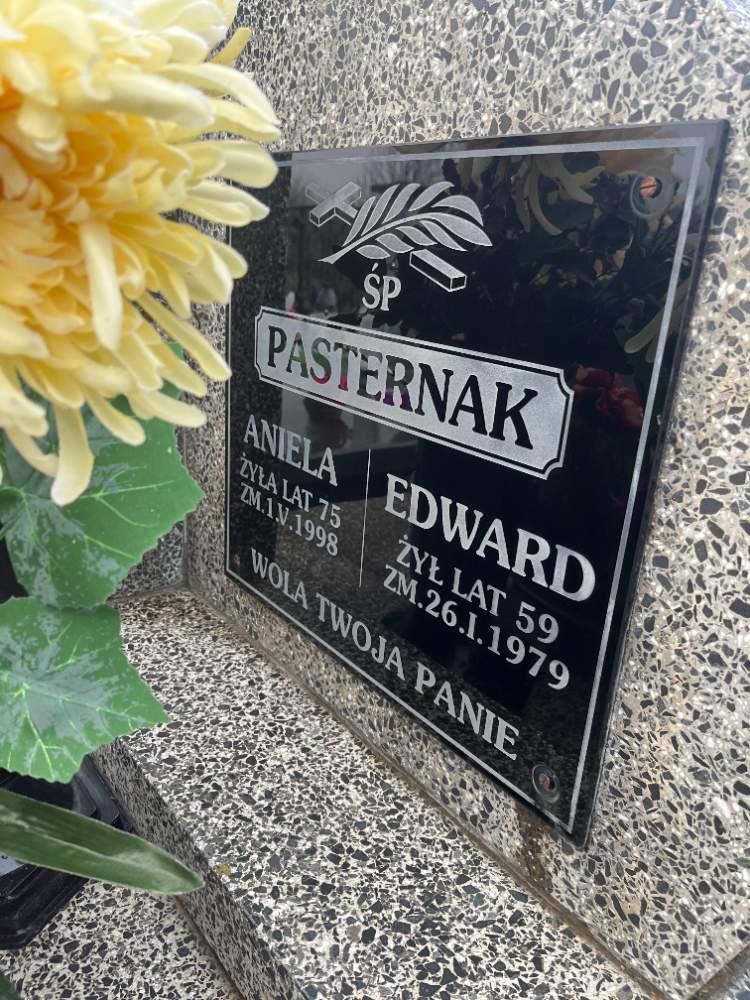 ŚP
PASTERNAK
ANIELA
ŻYŁA LAT 75
ZM.1.V.1998
EDWARD
ŻYŁ LAT 59
ZM.26.I.1979
WOLA TWOJA PANIE